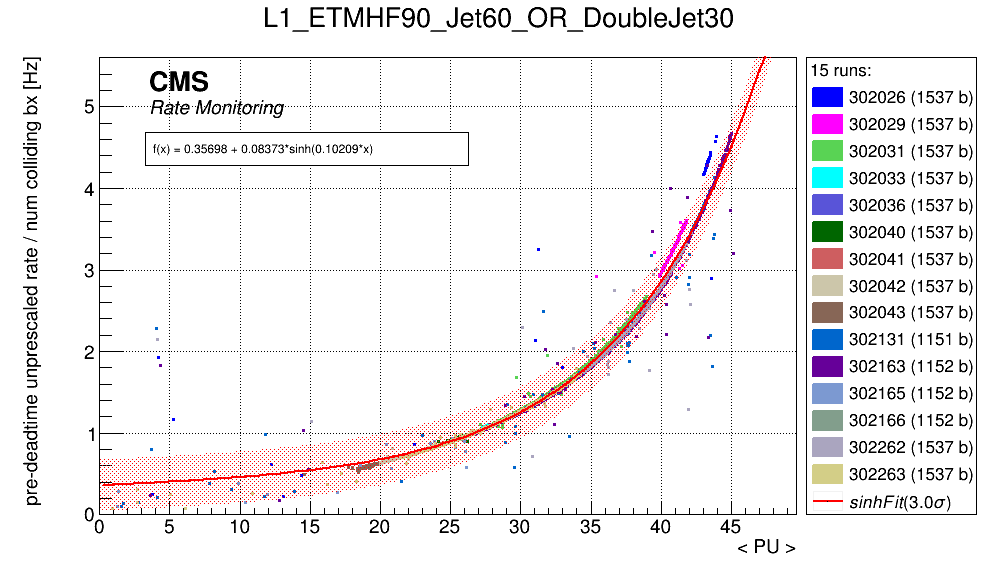 L1_ETMHF90_Jet60_OR_DoubleJet30
pre-deadtime unprescaled rate / num colliding bx [Hz]
CMS
Rate Monitoring
f(x) = 0.35698 + 0.08373*sinh(0.10209*x)
5
4
3
2
1
0
0 5 10 15 20 25 30 35 40 45
< PU >
15 runs:
302026 (1537 b)
302029 (1537 b)
302031 (1537 b)
302033 (1537 b)
302036 (1537 b)
302040 (1537 b)
302041 (1537 b)
302042 (1537 b)
302043 (1537 b)
302131 (1151 b)
302163 (1152 b)
302165 (1152 b)
302166 (1152 b)
302262 (1537 b)
302263 (1537 b)
sinhFit(3.0σ)